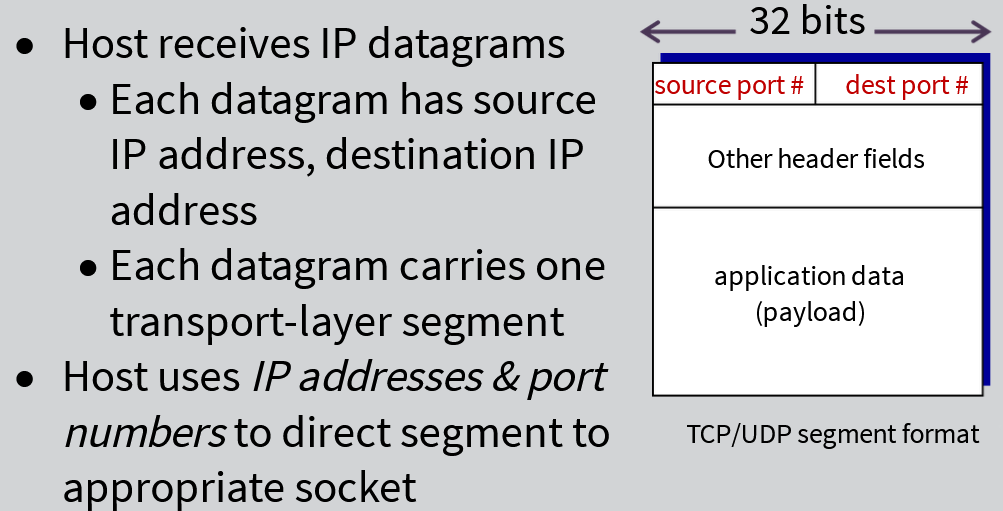 • Host receives IP datagrams
• Each datagram has source
IP address, destination IP
address
• Each datagram carries one
transport-layer segment
• Host uses IP addresses & port
numbers to direct segment to
appropriate socket
32 bits
source port # dest port #
Other header fields
application data
(payload)
TCP/UDP segment format